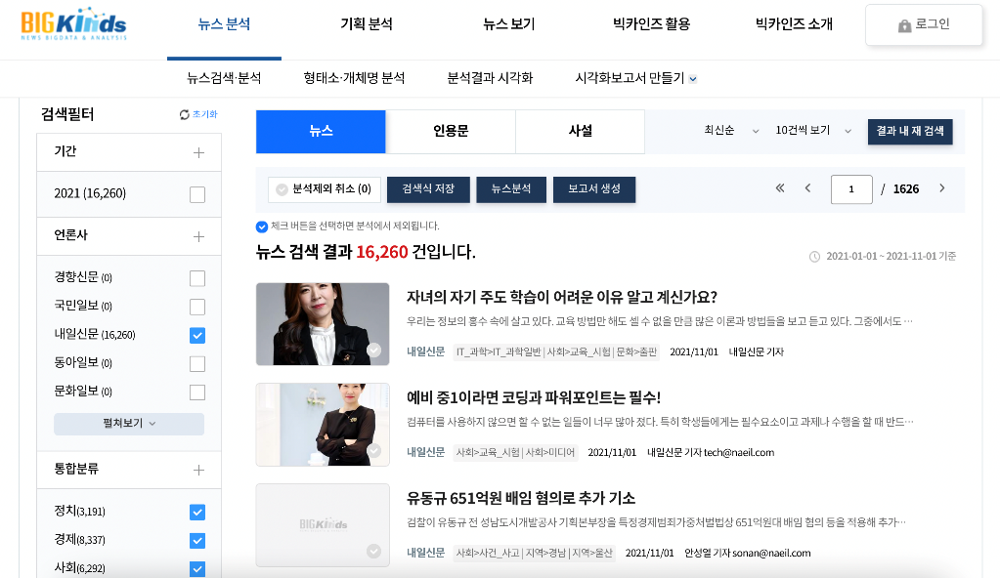 BIGKinds
NEWS BIGDATA & ANALYSIS
뉴스 분석 기획 분석 뉴스 보기 빅카인즈 활용 빅카인즈 소개 로그인
뉴스검색·분석 형태소·개체명 분석 분석결과 시각화 시각화보고서 만들기
검색필터 초기화
기간
2021 (16,260)
언론사
경향신문 (0)
국민일보 (0)
내일신문 (16,260)
동아일보 (0)
문화일보 (0)
펼쳐보기
통합분류
정치(3,191)
경제(8,337)
사회(6,292)
뉴스 인용문 사설 최신순 10건씩 보기 결과 내 재 검색
분석제외 취소 (0) 검색식 저장 뉴스분석 보고서 생성 1 / 1626
체크 버튼을 선택하면 분석에서 제외됩니다.
뉴스 검색 결과 16,260 건입니다.
2021-01-01 ~ 2021-11-01 기준
자녀의 자기 주도 학습이 어려운 이유 알고 계신가요?
우리는 정보의 홍수 속에 살고 있다. 교육 방법만 해도 셀 수 없을 만큼 많은 이론과 방법들을 보고 듣고 있다. 그중에서도 …
내일신문 IT_과학>IT_과학일반 | 사회>교육_시험 | 문화>출판 2021/11/01 내일신문 기자
예비 중1이라면 코딩과 파워포인트는 필수!
컴퓨터를 사용하지 않으면 할 수 없는 일들이 너무 많아 졌다. 특히 학생들에게는 필수요소이고 과제나 수행을 할 때 반드…
내일신문 사회>교육_시험 | 사회>미디어 2021/11/01 내일신문 기자 tech@naeil.com
BIGKinds
유동규 651억원 배임 혐의로 추가 기소
검찰이 유동규 전 성남도시개발공사 기획본부장을 특정경제범죄가중처벌법상 651억원대 배임 혐의 등을 적용해 추가…
내일신문 사회>사건_사고 | 지역>경남 | 지역>울산 2021/11/01 안성열 기자 sonan@naeil.com